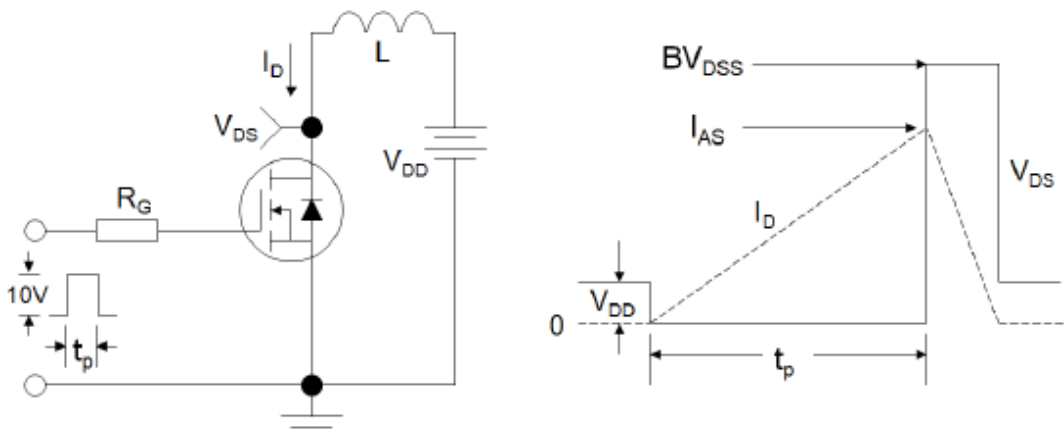 L
I_D
V_DS
V_DD
R_G
10V
t_p
BV_DSS
I_AS
V_DS
I_D
V_DD
0
t_p